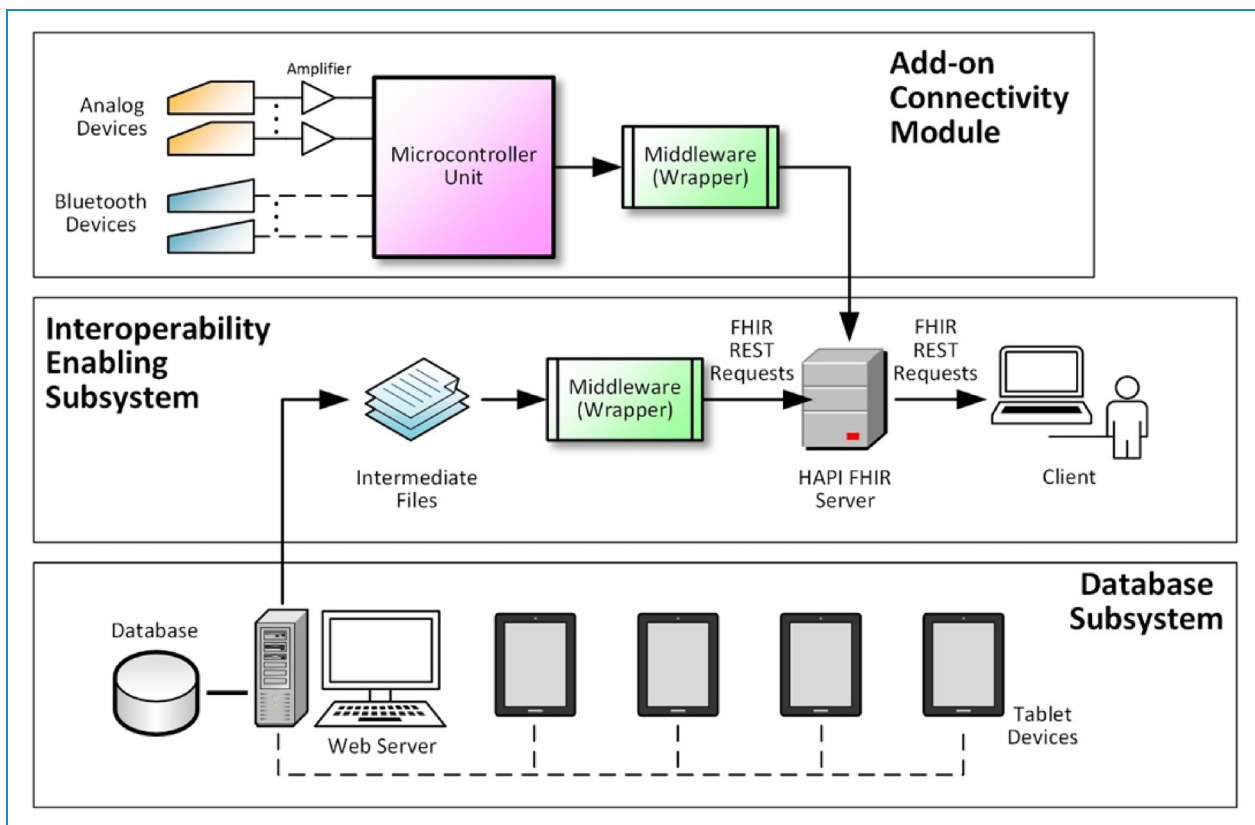 Add-on
Connectivity
Module
Amplifier
Analog
Devices
Bluetooth
Devices
Microcontroller
Unit
Middleware
(Wrapper)
Interoperability
Enabling
Subsystem
Intermediate
Files
Middleware
(Wrapper)
FHIR
REST
Requests
HAPI FHIR
Server
FHIR
REST
Requests
Client
Database
Subsystem
Database
Web Server
Tablet
Devices